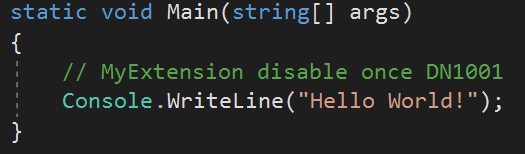 static void Main(string[] args)
{
    // MyExtension disable once DN1001
    Console.WriteLine("Hello World!");
}